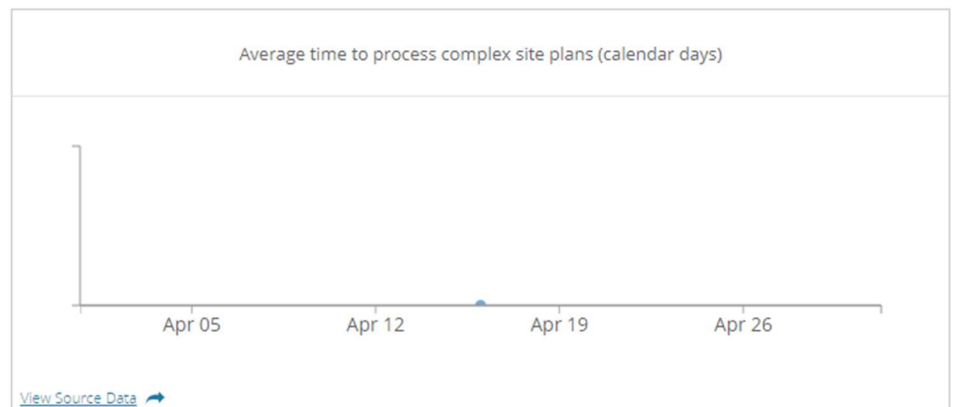 Average time to process complex site plans (calendar days)
Apr 05 Apr 12 Apr 19 Apr 26
View Source Data